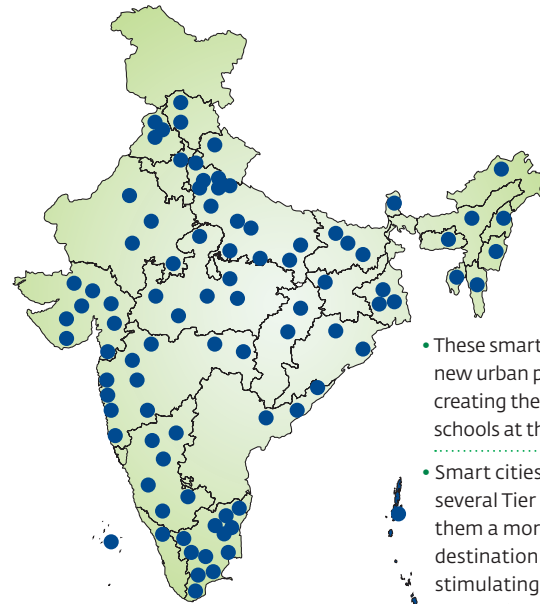 • These smart
new urban p
creating the
schools at th
• Smart cities
several Tier
them a mor
destination
stimulating